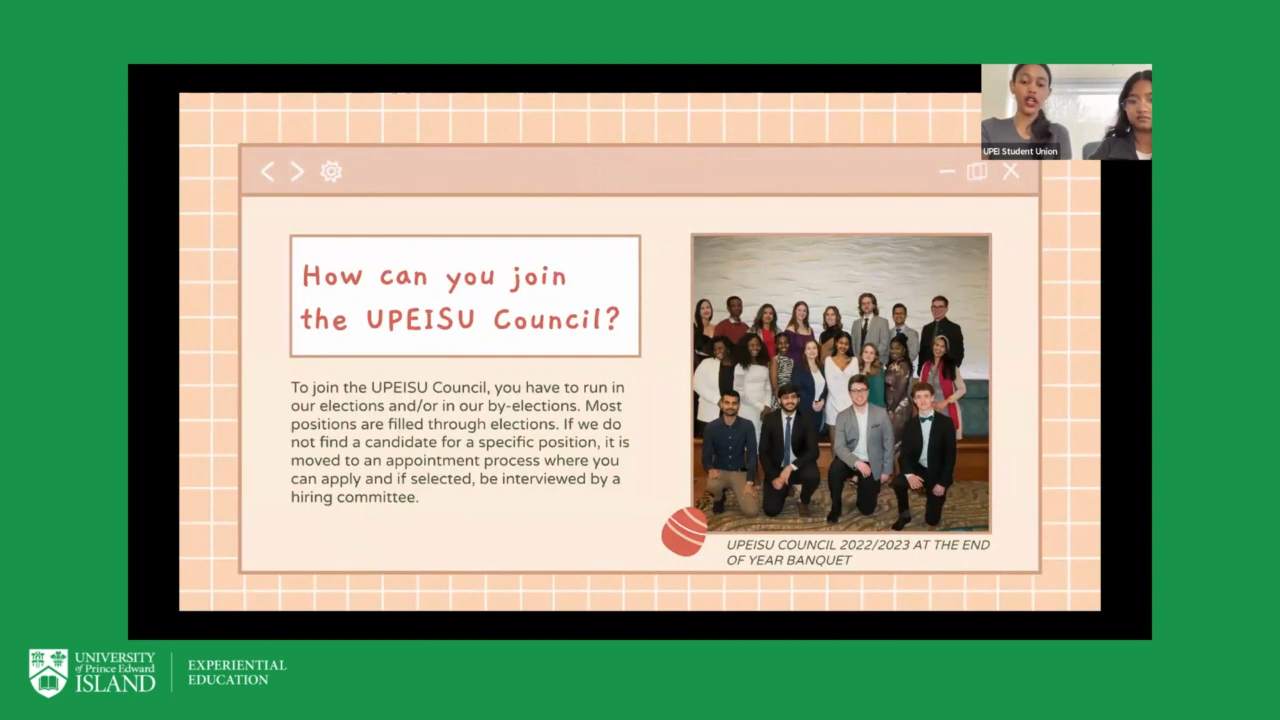 UPEI Student Union
How can you join
the UPEISU Council?
To join the UPEISU Council, you have to run in
our elections and/or in our by-elections. Most
positions are filled through elections. If we do
not find a candidate for a specific position, it is
moved to an appointment process where you
can apply and if selected, be interviewed by a
hiring committee.
UPEISU COUNCIL 2022/2023 AT THE END
OF YEAR BANQUET
UNIVERSITY
of Prince Edward
ISLAND
EXPERIENTIAL
EDUCATION